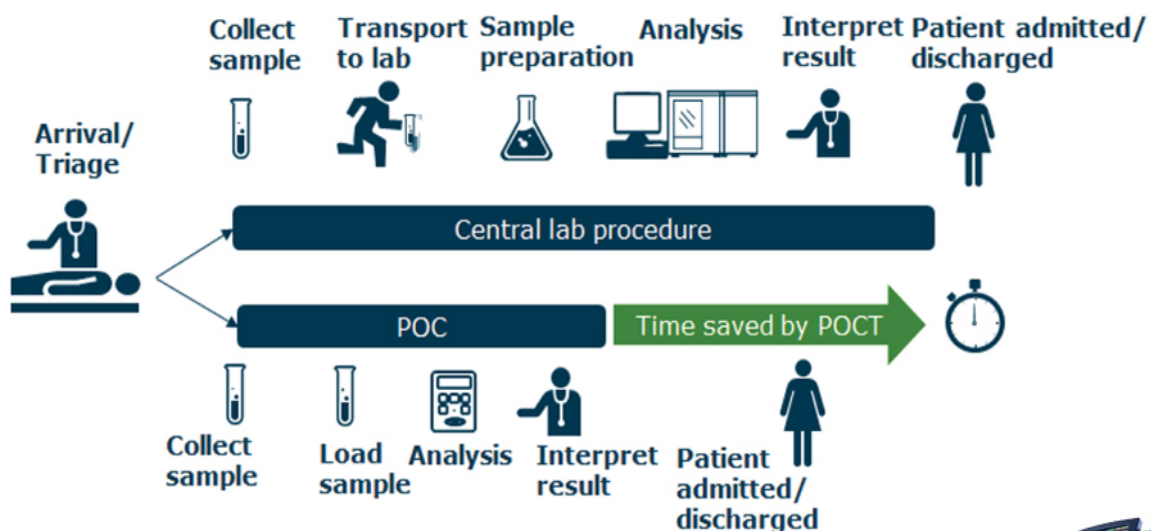 Collect
sample
Transport
to lab
Sample
preparation
Analysis
Interpret
result
Patient admitted/
discharged
Arrival/
Triage
Central lab procedure
POC
Time saved by POCT
Collect
sample
Load
sample
Analysis
Interpret
result
Patient
admitted/
discharged